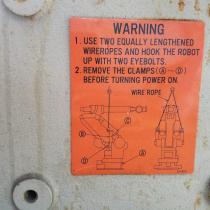 WARNING
1. USE TWO EQUALLY LENGTHENED
WIREROPES AND HOOK THE ROBOT
UP WITH TWO EYEBOLTS.
2. REMOVE THE CLAMPS (A~D)
BEFORE TURNING POWER ON.
WIRE ROPE
C
B
D
A